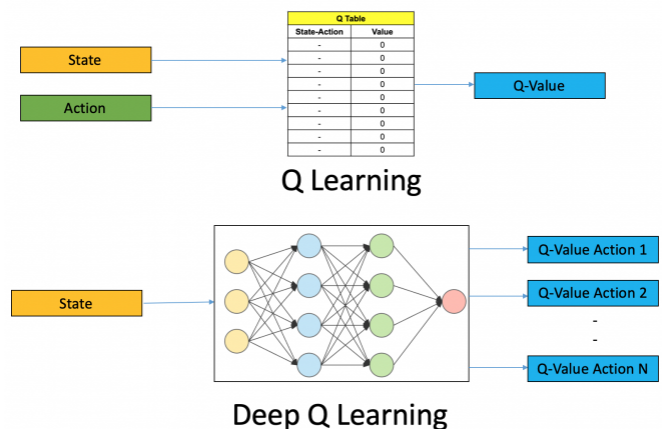 Q Table
State-Action Value
- 0
- 0
- 0
- 0
- 0
- 0
- 0
- 0
- 0
State
Action
Q-Value
Q Learning
State
Q-Value Action 1
Q-Value Action 2
-
-
Q-Value Action N
Deep Q Learning